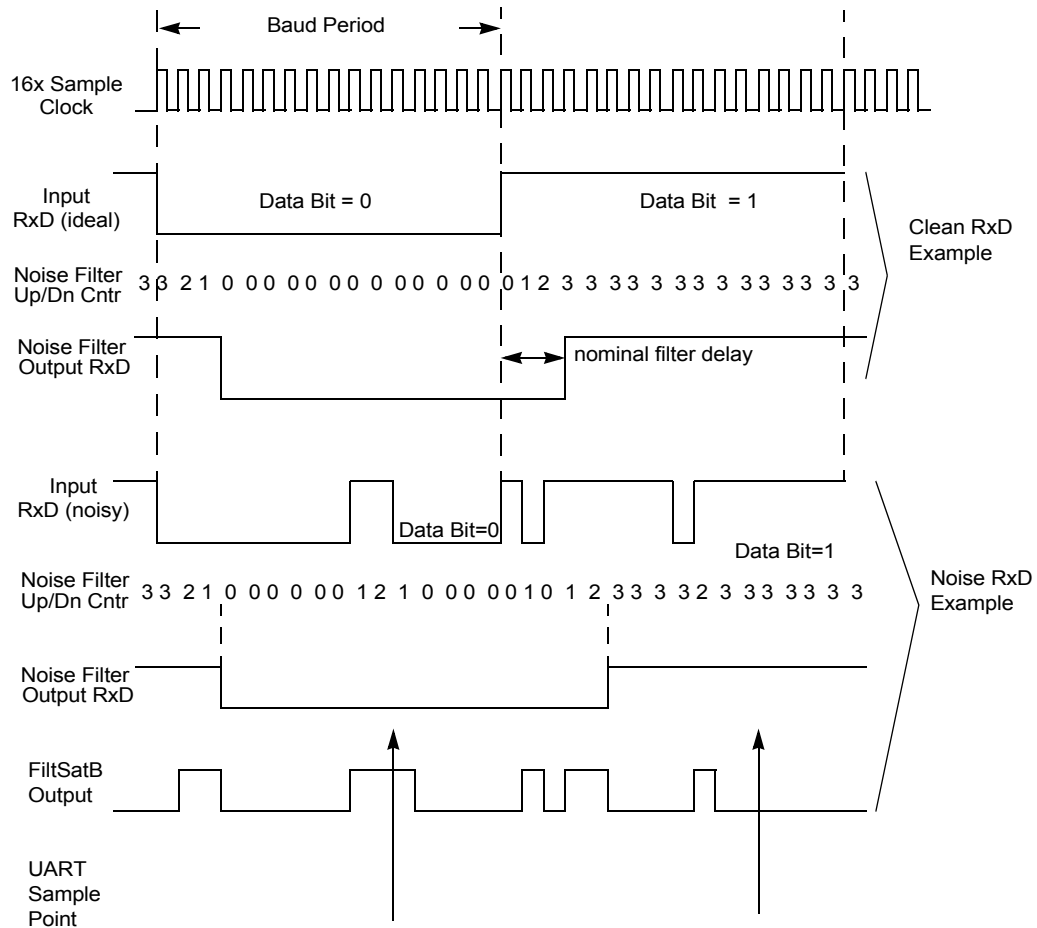 Baud Period
16x Sample
Clock
Input
RxD (ideal)
Data Bit = 0
Data Bit = 1
Clean RxD
Example
Noise Filter
Up/Dn Cntr
3 3 2 1 0 0 0 0 0 0 0 0 0 0 0 0 0 0 1 2 3 3 3 3 3 3 3 3 3 3 3 3 3 3
Noise Filter
Output RxD
nominal filter delay
Input
RxD (noisy)
Data Bit=0
Data Bit=1
Noise Filter
Up/Dn Cntr
3 3 2 1 0 0 0 0 0 0 1 2 1 0 0 0 0 0 1 0 1 2 3 3 3 3 2 3 3 3 3 3 3 3
Noise RxD
Example
Noise Filter
Output RxD
FiltSatB
Output
UART
Sample
Point